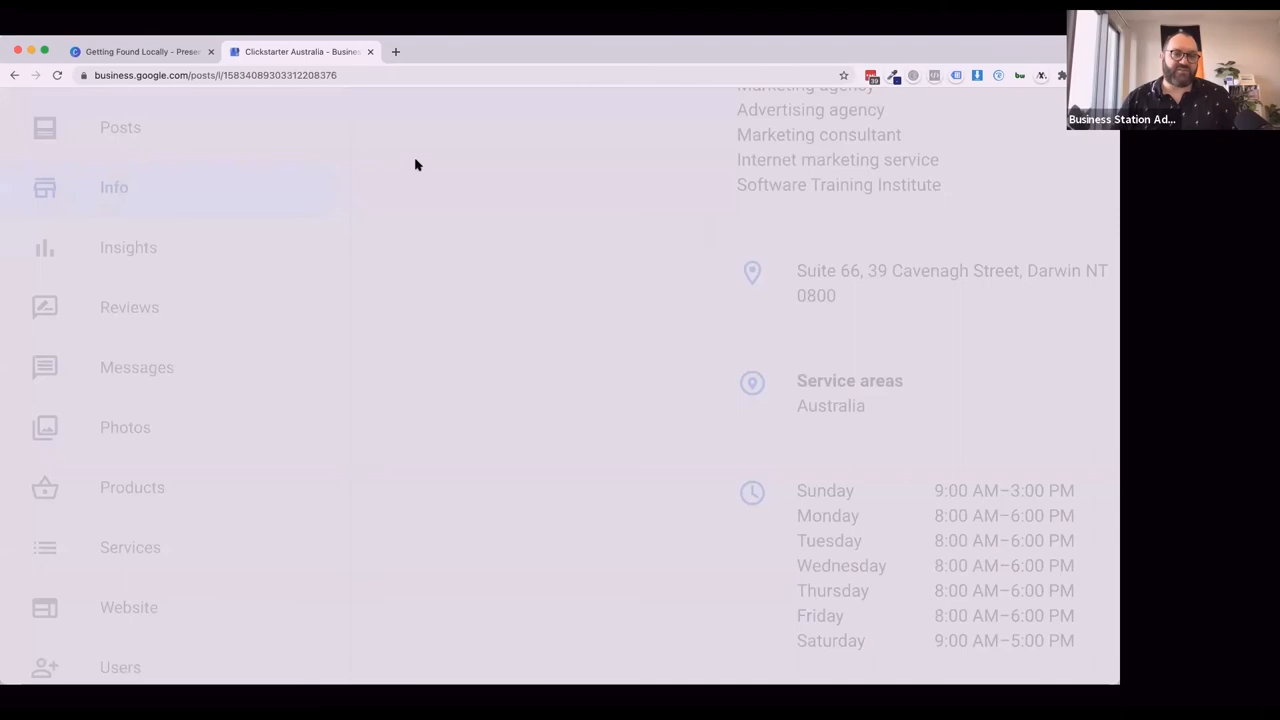 Getting Found Locally - Prese
Clickstarter Australia - Busines
business.google.com/posts/l/15834089303312208376
39
Business Station Ad...
Posts
Info
Insights
Reviews
Messages
Photos
Products
Services
Website
Users
Marketing agency
Advertising agency
Marketing consultant
Internet marketing service
Software Training Institute
Suite 66, 39 Cavenagh Street, Darwin NT
0800
Service areas
Australia
Sunday 9:00 AM–3:00 PM
Monday 8:00 AM–6:00 PM
Tuesday 8:00 AM–6:00 PM
Wednesday 8:00 AM–6:00 PM
Thursday 8:00 AM–6:00 PM
Friday 8:00 AM–6:00 PM
Saturday 9:00 AM–5:00 PM